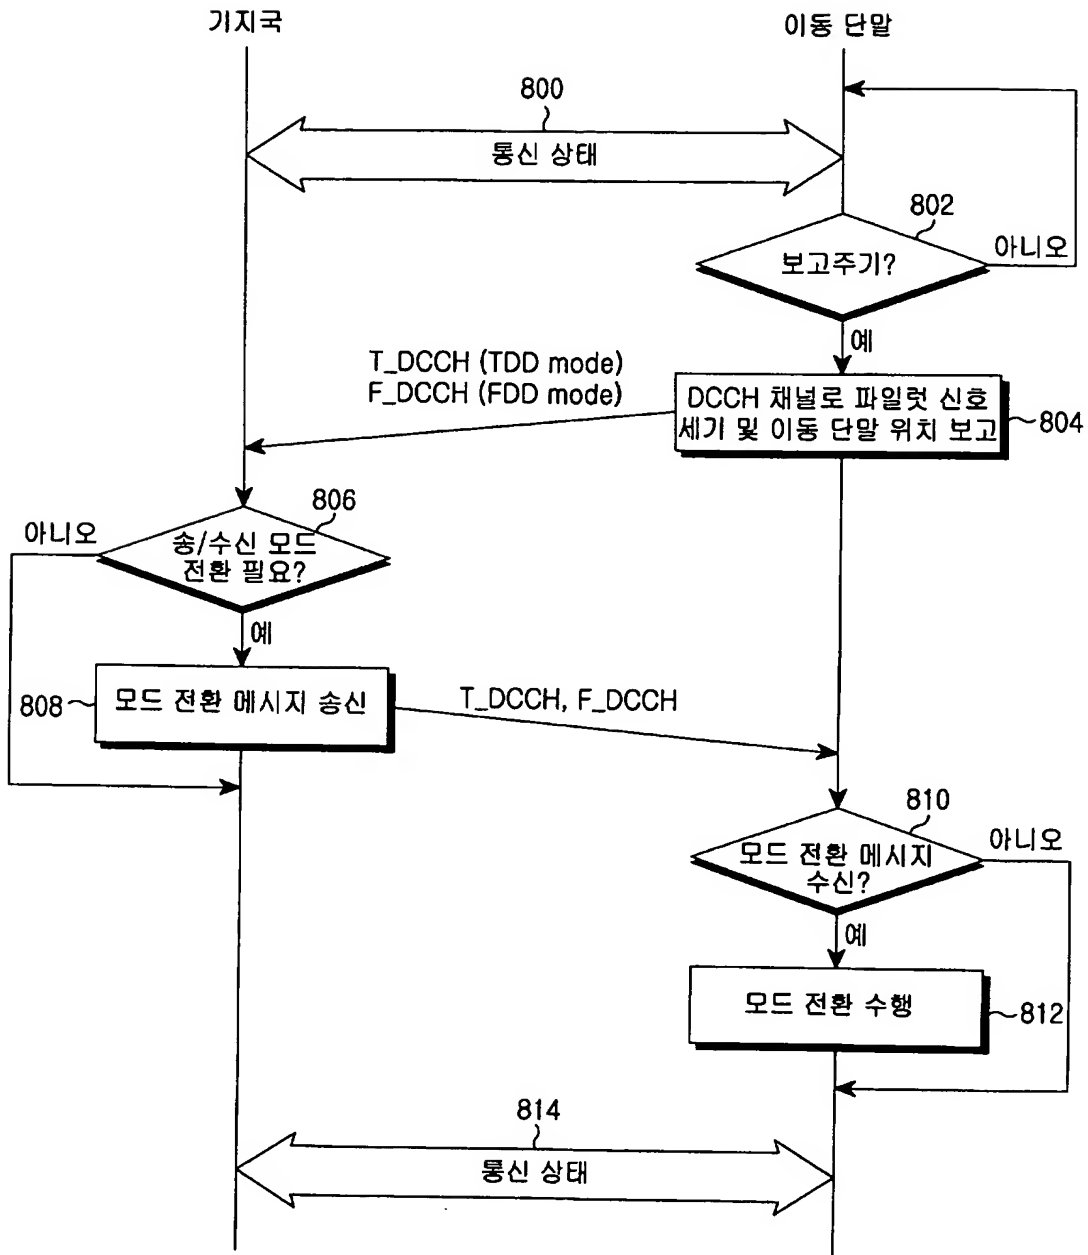 기지국
이동 단말
800
통신 상태
802
보고주기?
아니오
예
T_DCCH (TDD mode)
F_DCCH (FDD mode)
DCCH 채널로 파일럿 신호
세기 및 이동 단말 위치 보고
804
806
아니오
송/수신 모드
전환 필요?
예
808
모드 전환 메시지 송신
T_DCCH, F_DCCH
810
아니오
모드 전환 메시지
수신?
예
모드 전환 수행
812
814
통신 상태